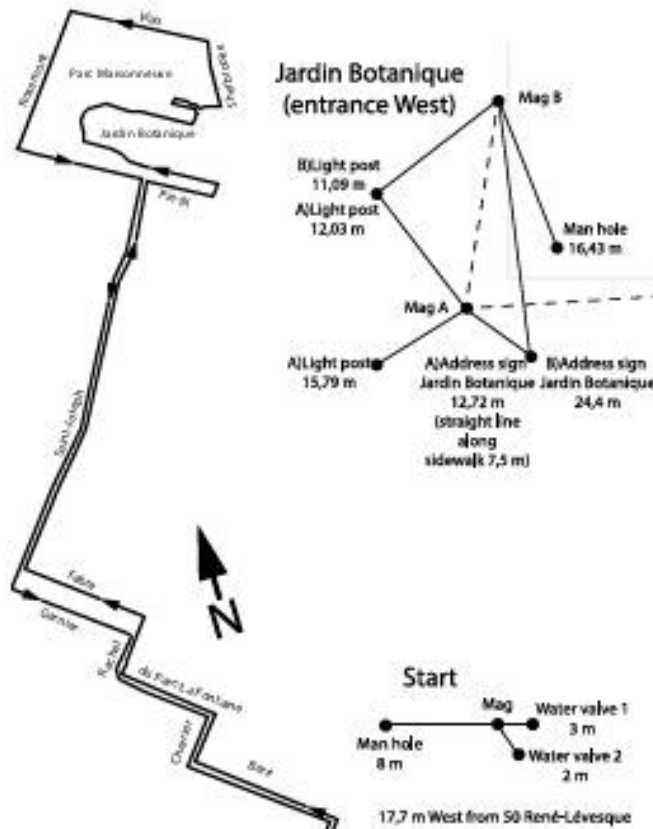 Viau
Rosemont
Parc Maisonneuve
Sherbrooke
Jardin Botanique
Pie-IX
Saint-Joseph
Fabre
Garnier
Rachel
du Parc LaFontaine
Cherrier
Berri
N
Jardin Botanique
(entrance West)
Mag B
B)Light post
11,09 m
A)Light post
12,03 m
Man hole
16,43 m
Mag A
A)Light post
15,79 m
A)Address sign
Jardin Botanique
12,72 m
(straight line
along
sidewalk 7,5 m)
B)Address sign
Jardin Botanique
24,4 m
Start
Mag
Water valve 1
3 m
Man hole
8 m
Water valve 2
2 m
17,7 m West from 50 René-Lévesque